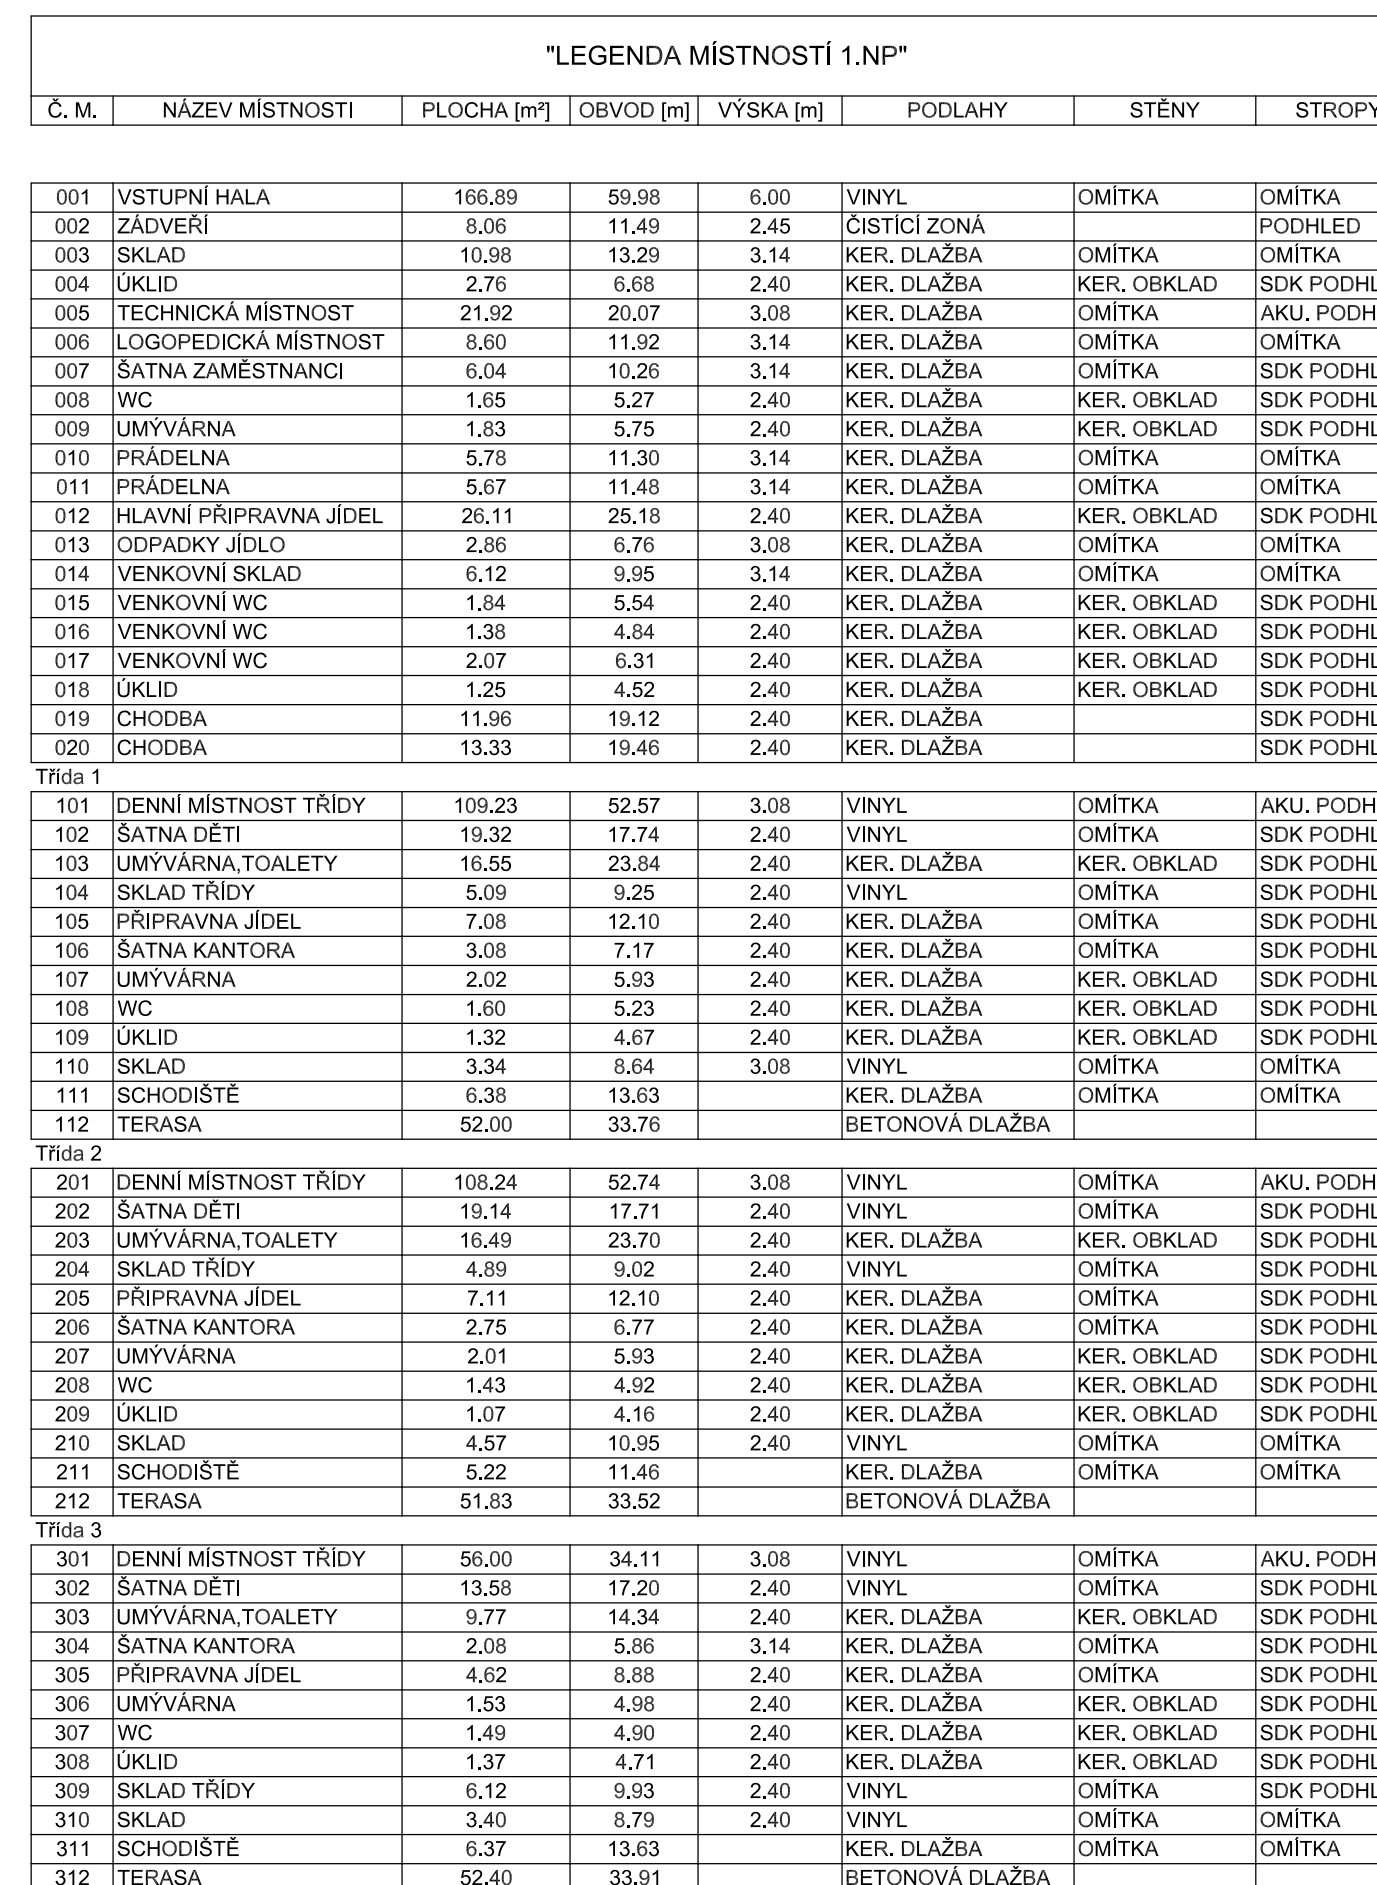 "LEGENDA MÍSTNOSTÍ 1.NP"
Č. M. NÁZEV MÍSTNOSTI PLOCHA [m²] OBVOD [m] VÝSKA [m] PODLAHY STĚNY STROPY
001 VSTUPNÍ HALA 166.89 59.98 6.00 VINYL OMÍTKA OMÍTKA
002 ZÁDVEŘÍ 8.06 11.49 2.45 ČISTÍCÍ ZONÁ PODHLED
003 SKLAD 10.98 13.29 3.14 KER. DLAŽBA OMÍTKA OMÍTKA
004 ÚKLID 2.76 6.68 2.40 KER. DLAŽBA KER. OBKLAD SDK PODHL
005 TECHNICKÁ MÍSTNOST 21.92 20.07 3.08 KER. DLAŽBA OMÍTKA AKU. PODH
006 LOGOPEDICKÁ MÍSTNOST 8.60 11.92 3.14 KER. DLAŽBA OMÍTKA OMÍTKA
007 ŠATNA ZAMĚSTNANCI 6.04 10.26 3.14 KER. DLAŽBA OMÍTKA SDK PODHL
008 WC 1.65 5.27 2.40 KER. DLAŽBA KER. OBKLAD SDK PODHL
009 UMÝVÁRNA 1.83 5.75 2.40 KER. DLAŽBA KER. OBKLAD SDK PODHL
010 PRÁDELNA 5.78 11.30 3.14 KER. DLAŽBA OMÍTKA OMÍTKA
011 PRÁDELNA 5.67 11.48 3.14 KER. DLAŽBA OMÍTKA OMÍTKA
012 HLAVNÍ PŘIPRAVNA JÍDEL 26.11 25.18 2.40 KER. DLAŽBA KER. OBKLAD SDK PODHL
013 ODPADKY JÍDLO 2.86 6.76 3.08 KER. DLAŽBA OMÍTKA OMÍTKA
014 VENKOVNÍ SKLAD 6.12 9.95 3.14 KER. DLAŽBA OMÍTKA OMÍTKA
015 VENKOVNÍ WC 1.84 5.54 2.40 KER. DLAŽBA KER. OBKLAD SDK PODHL
016 VENKOVNÍ WC 1.38 4.84 2.40 KER. DLAŽBA KER. OBKLAD SDK PODHL
017 VENKOVNÍ WC 2.07 6.31 2.40 KER. DLAŽBA KER. OBKLAD SDK PODHL
018 ÚKLID 1.25 4.52 2.40 KER. DLAŽBA KER. OBKLAD SDK PODHL
019 CHODBA 11.96 19.12 2.40 KER. DLAŽBA SDK PODHL
020 CHODBA 13.33 19.46 2.40 KER. DLAŽBA SDK PODHL
Třída 1
101 DENNÍ MÍSTNOST TŘÍDY 109.23 52.57 3.08 VINYL OMÍTKA AKU. PODH
102 ŠATNA DĚTI 19.32 17.74 2.40 VINYL OMÍTKA SDK PODHL
103 UMÝVÁRNA,TOALETY 16.55 23.84 2.40 KER. DLAŽBA KER. OBKLAD SDK PODHL
104 SKLAD TŘÍDY 5.09 9.25 2.40 VINYL OMÍTKA SDK PODHL
105 PŘIPRAVNA JÍDEL 7.08 12.10 2.40 KER. DLAŽBA OMÍTKA SDK PODHL
106 ŠATNA KANTORA 3.08 7.17 2.40 KER. DLAŽBA OMÍTKA SDK PODHL
107 UMÝVÁRNA 2.02 5.93 2.40 KER. DLAŽBA KER. OBKLAD SDK PODHL
108 WC 1.60 5.23 2.40 KER. DLAŽBA KER. OBKLAD SDK PODHL
109 ÚKLID 1.32 4.67 2.40 KER. DLAŽBA KER. OBKLAD SDK PODHL
110 SKLAD 3.34 8.64 3.08 VINYL OMÍTKA OMÍTKA
111 SCHODIŠTĚ 6.38 13.63 KER. DLAŽBA OMÍTKA OMÍTKA
112 TERASA 52.00 33.76 BETONOVÁ DLAŽBA
Třída 2
201 DENNÍ MÍSTNOST TŘÍDY 108.24 52.74 3.08 VINYL OMÍTKA AKU. PODH
202 ŠATNA DĚTI 19.14 17.71 2.40 VINYL OMÍTKA SDK PODHL
203 UMÝVÁRNA,TOALETY 16.49 23.70 2.40 KER. DLAŽBA KER. OBKLAD SDK PODHL
204 SKLAD TŘÍDY 4.89 9.02 2.40 VINYL OMÍTKA SDK PODHL
205 PŘIPRAVNA JÍDEL 7.11 12.10 2.40 KER. DLAŽBA OMÍTKA SDK PODHL
206 ŠATNA KANTORA 2.75 6.77 2.40 KER. DLAŽBA OMÍTKA SDK PODHL
207 UMÝVÁRNA 2.01 5.93 2.40 KER. DLAŽBA KER. OBKLAD SDK PODHL
208 WC 1.43 4.92 2.40 KER. DLAŽBA KER. OBKLAD SDK PODHL
209 ÚKLID 1.07 4.16 2.40 KER. DLAŽBA KER. OBKLAD SDK PODHL
210 SKLAD 4.57 10.95 2.40 VINYL OMÍTKA OMÍTKA
211 SCHODIŠTĚ 5.22 11.46 KER. DLAŽBA OMÍTKA OMÍTKA
212 TERASA 51.83 33.52 BETONOVÁ DLAŽBA
Třída 3
301 DENNÍ MÍSTNOST TŘÍDY 56.00 34.11 3.08 VINYL OMÍTKA AKU. PODH
302 ŠATNA DĚTI 13.58 17.20 2.40 VINYL OMÍTKA SDK PODHL
303 UMÝVÁRNA,TOALETY 9.77 14.34 2.40 KER. DLAŽBA KER. OBKLAD SDK PODHL
304 ŠATNA KANTORA 2.08 5.86 3.14 KER. DLAŽBA OMÍTKA SDK PODHL
305 PŘIPRAVNA JÍDEL 4.62 8.88 2.40 KER. DLAŽBA OMÍTKA SDK PODHL
306 UMÝVÁRNA 1.53 4.98 2.40 KER. DLAŽBA KER. OBKLAD SDK PODHL
307 WC 1.49 4.90 2.40 KER. DLAŽBA KER. OBKLAD SDK PODHL
308 ÚKLID 1.37 4.71 2.40 KER. DLAŽBA KER. OBKLAD SDK PODHL
309 SKLAD TŘÍDY 6.12 9.93 2.40 VINYL OMÍTKA SDK PODHL
310 SKLAD 3.40 8.79 2.40 VINYL OMÍTKA OMÍTKA
311 SCHODIŠTĚ 6.37 13.63 KER. DLAŽBA OMÍTKA OMÍTKA
312 TERASA 52.40 33.91 BETONOVÁ DLAŽBA